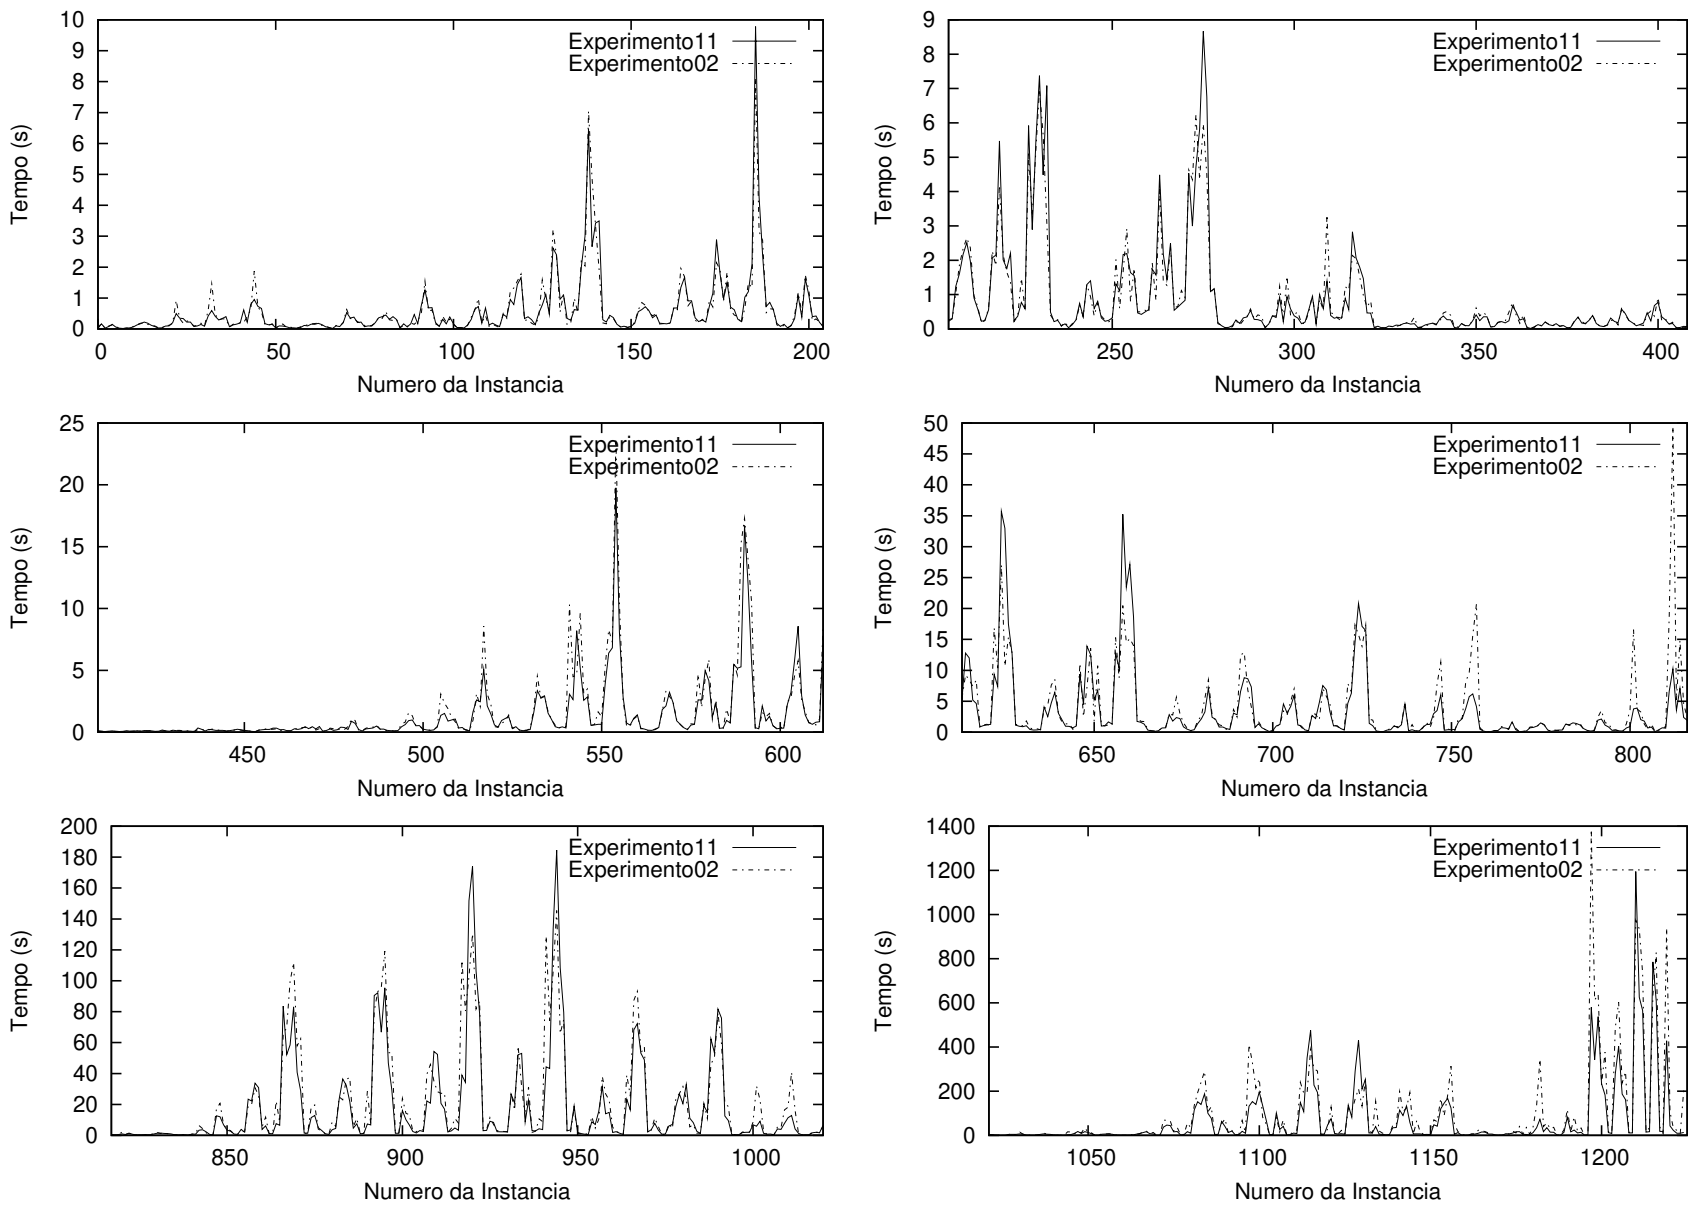 10
9
8
7
6
5
4
3
2
1
0
Tempo (s)
Experimento11
Experimento02
0 50 100 150 200
Numero da Instancia
9
8
7
6
5
4
3
2
1
0
Tempo (s)
Experimento11
Experimento02
250 300 350 400
Numero da Instancia
25
20
15
10
5
0
Tempo (s)
Experimento11
Experimento02
450 500 550 600
Numero da Instancia
50
45
40
35
30
25
20
15
10
5
0
Tempo (s)
Experimento11
Experimento02
650 700 750 800
Numero da Instancia
200
180
160
140
120
100
80
60
40
20
0
Tempo (s)
Experimento11
Experimento02
850 900 950 1000
Numero da Instancia
1400
1200
1000
800
600
400
200
0
Tempo (s)
Experimento11
Experimento02
1050 1100 1150 1200
Numero da Instancia